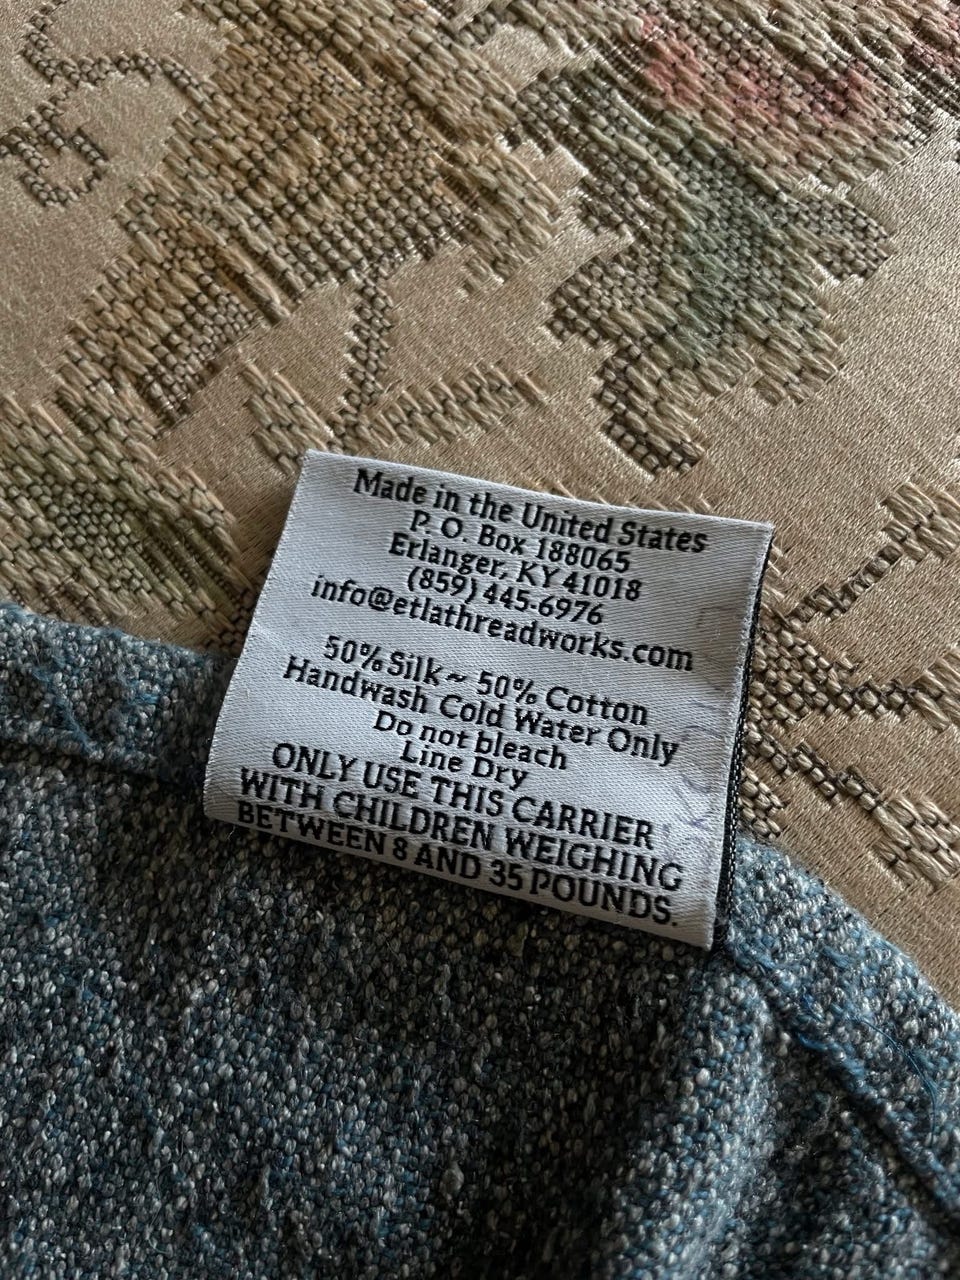 Made in the United States
P. O. Box 188065
Erlanger, KY 41018
(859) 445-6976
info@etlathreadworks.com
50% Silk ~ 50% Cotton
Handwash Cold Water Only
Do not bleach
Line Dry
ONLY USE THIS CARRIER
WITH CHILDREN WEIGHING
BETWEEN 8 AND 35 POUNDS.